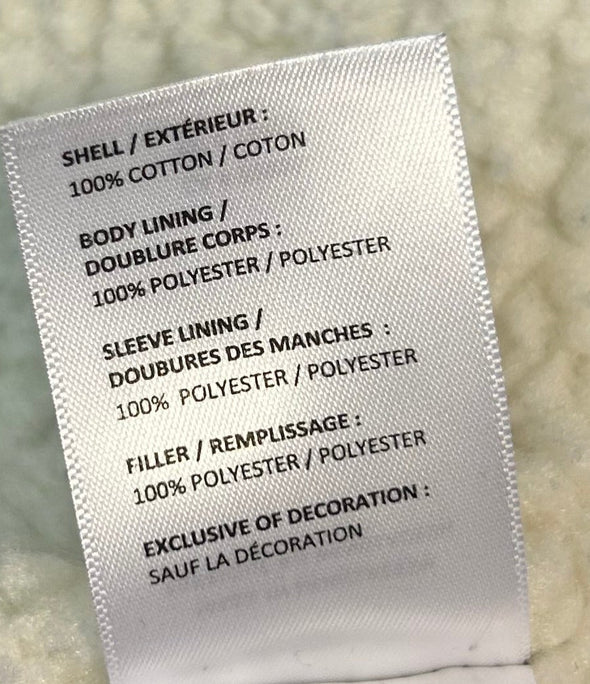 SHELL / EXTÉRIEUR :
100% COTTON / COTON
BODY LINING /
DOUBLURE CORPS :
100% POLYESTER / POLYESTER
SLEEVE LINING /
DOUBURES DES MANCHES :
100% POLYESTER / POLYESTER
FILLER / REMPLISSAGE :
100% POLYESTER / POLYESTER
EXCLUSIVE OF DECORATION :
SAUF LA DÉCORATION